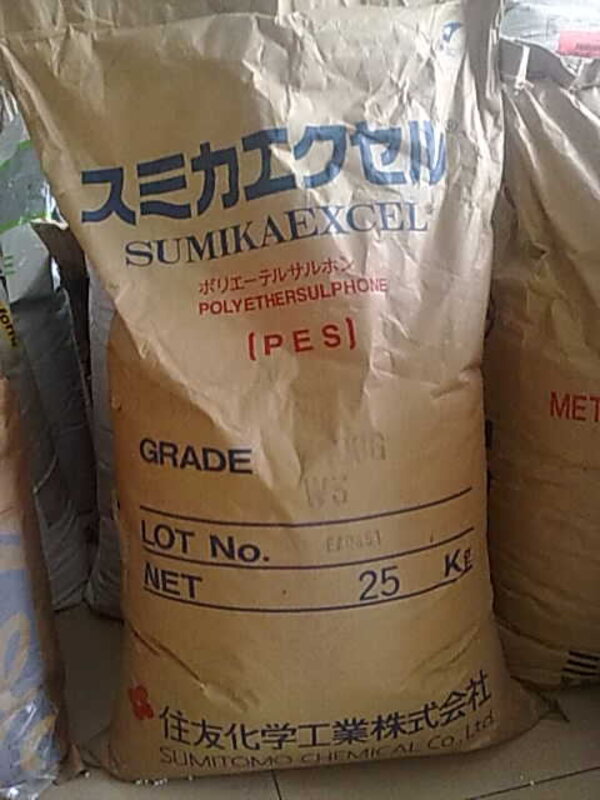 スミカエクセル
SUMIKAEXCEL
ポリエーテルサルホン
POLYETHERSULPHONE
[PES]
GRADE
W3
LOT No.
NET 25 Kg
住友化学工業株式会社
SUMITOMO CHEMICAL Co., Ltd.
MET